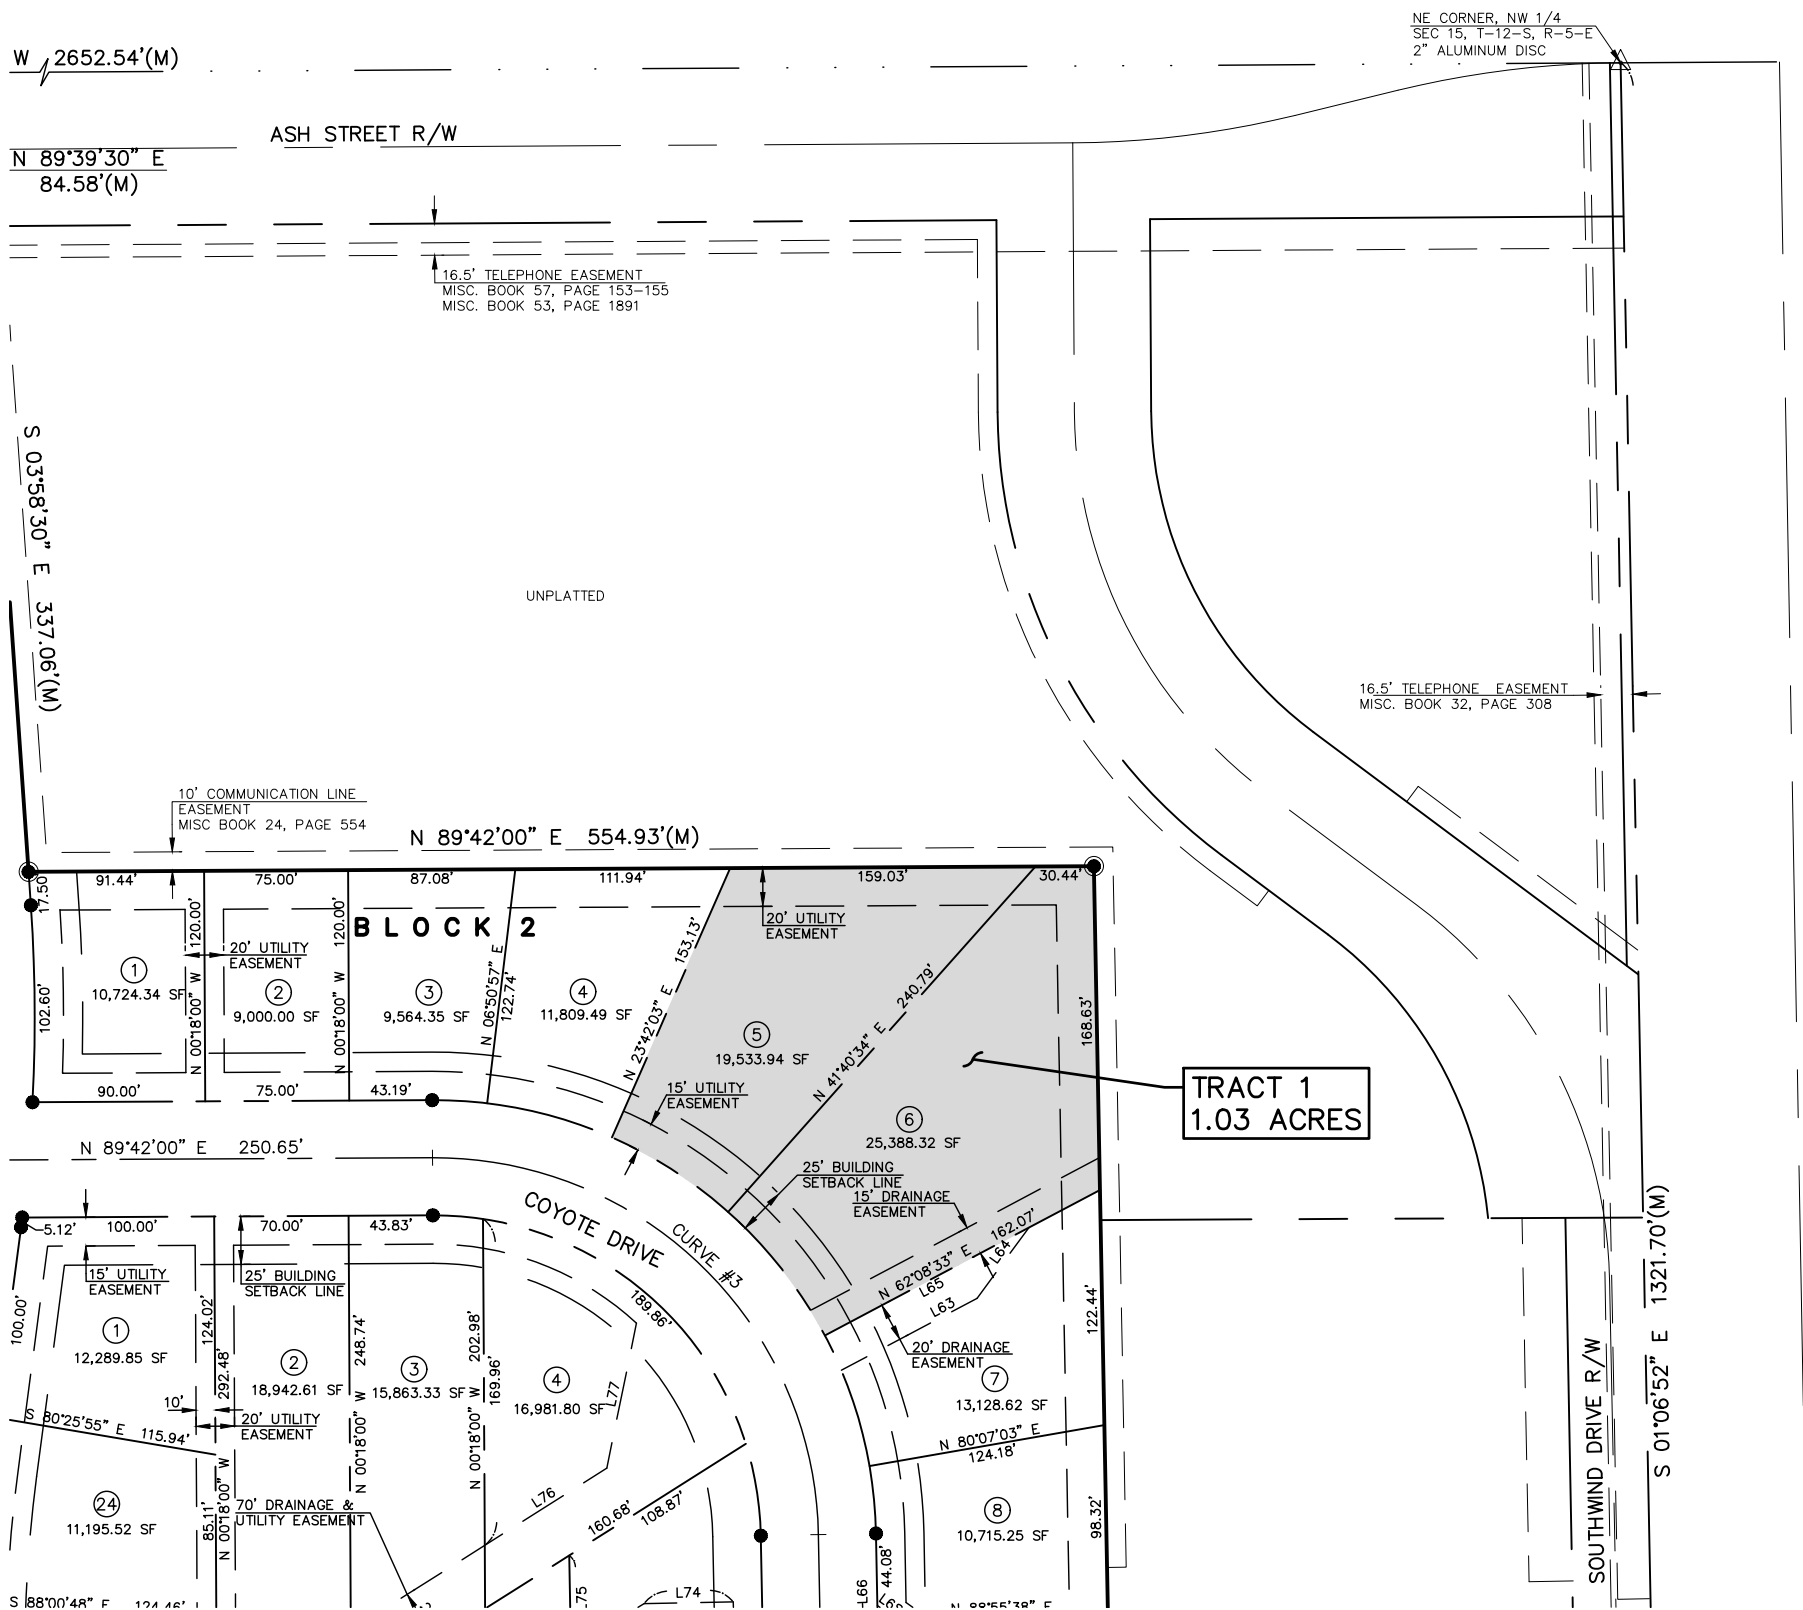 NE CORNER, NW 1/4
SEC 15, T-12-S, R-5-E
2" ALUMINUM DISC
W 2652.54'(M)
ASH STREET R/W
N 89°39'30" E
84.58'(M)
16.5' TELEPHONE EASEMENT
MISC. BOOK 57, PAGE 153-155
MISC. BOOK 53, PAGE 1891
S 03°58'30" E 337.06'(M)
UNPLATTED
16.5' TELEPHONE EASEMENT
MISC. BOOK 32, PAGE 308
10' COMMUNICATION LINE
EASEMENT
MISC BOOK 24, PAGE 554
N 89°42'00" E 554.93'(M)
17.50'
91.44'
75.00'
87.08'
111.94'
159.03'
30.44'
BLOCK 2
20' UTILITY
EASEMENT
20' UTILITY
EASEMENT
102.60'
1
10,724.34 SF
N 00°18'00" W 120.00'
2
9,000.00 SF
N 00°18'00" W 120.00'
3
9,564.35 SF
N 06°50'57" E
122.74'
4
11,809.49 SF
N 23°42'03" E 153.13'
5
19,533.94 SF
N 41°40'34" E 240.79'
168.63'
6
25,388.32 SF
TRACT 1
1.03 ACRES
15' UTILITY
EASEMENT
90.00'
75.00'
43.19'
N 89°42'00" E 250.65'
25' BUILDING
SETBACK LINE
15' DRAINAGE
EASEMENT
COYOTE DRIVE
CURVE #3
N 62°08'33" E 162.07'
L64
L65
L63
5.12'
100.00'
70.00'
43.83'
15' UTILITY
EASEMENT
25' BUILDING
SETBACK LINE
100.00'
124.02'
292.48'
248.74'
202.98'
169.96'
189.86'
122.44'
20' DRAINAGE
EASEMENT
1
12,289.85 SF
2
18,942.61 SF
3
15,863.33 SF
4
16,981.80 SF
L77
7
13,128.62 SF
10'
20' UTILITY
EASEMENT
S 80°25'55" E 115.94'
N 00°18'00" W
N 00°18'00" W
N 80°07'03" E
124.18'
24
11,195.52 SF
85.11'
N 00°18'00" W
70' DRAINAGE &
UTILITY EASEMENT
L76
160.68'
108.87'
8
10,715.25 SF
98.32'
44.08'
L66
L74
L75
S 88°00'48" E 124.46'
N 88°55'38" E
SOUTHWIND DRIVE R/W
S 01°06'52" E 1321.70'(M)